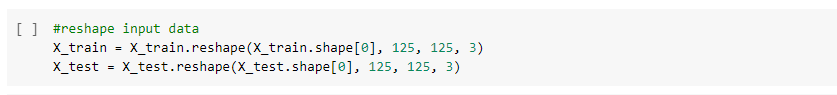 [ ] #reshape input data
X_train = X_train.reshape(X_train.shape[0], 125, 125, 3)
X_test = X_test.reshape(X_test.shape[0], 125, 125, 3)